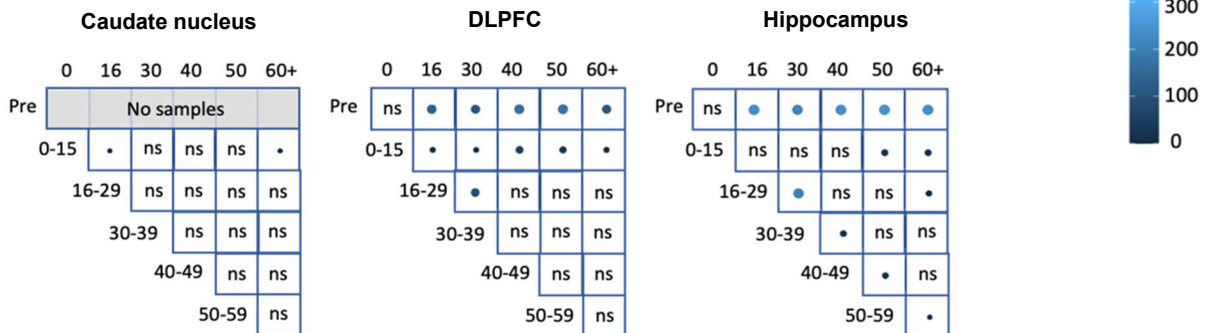 300
Caudate nucleus DLPFC Hippocampus
200
0 16 30 40 50 60+ 0 16 30 40 50 60+ 0 16 30 40 50 60+
Pre No samples Pre ns Pre ns
100
0-15 ns ns ns 0-15 0-15 ns ns ns
0
16-29 ns ns ns ns 16-29 ns ns ns 16-29 ns ns
30-39 ns ns ns 30-39 ns ns ns 30-39 ns ns
40-49 ns ns 40-49 ns ns 40-49 ns
50-59 ns 50-59 ns 50-59